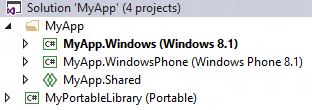 Solution 'MyApp' (4 projects)
MyApp
C# MyApp.Windows (Windows 8.1)
C# MyApp.WindowsPhone (Windows Phone 8.1)
MyApp.Shared
C# MyPortableLibrary (Portable)